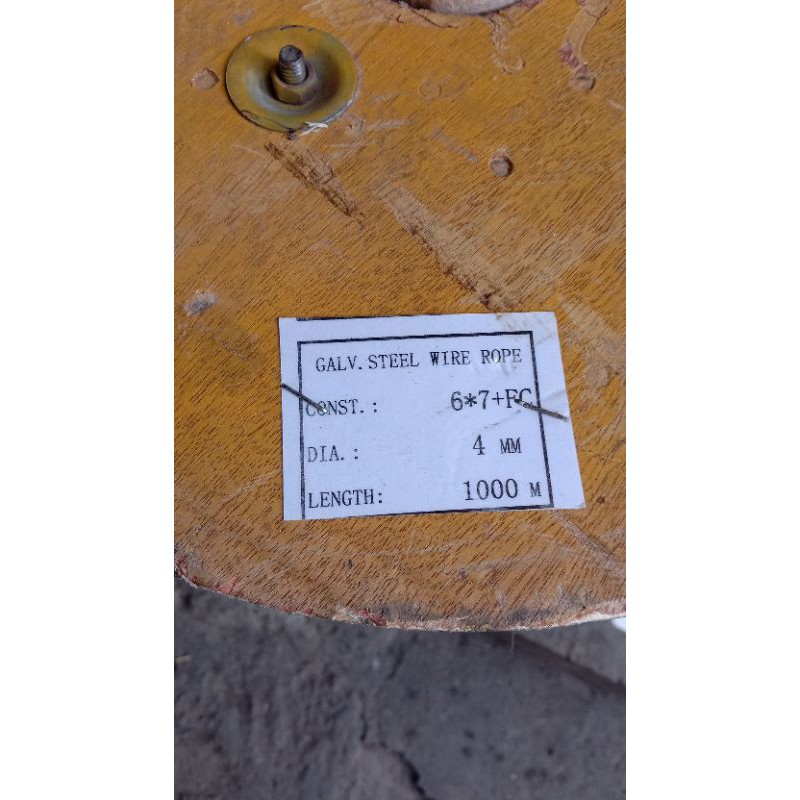 GALV. STEEL WIRE ROPE
CONST.: 6*7+FC
DIA.: 4 MM
LENGTH: 1000 M